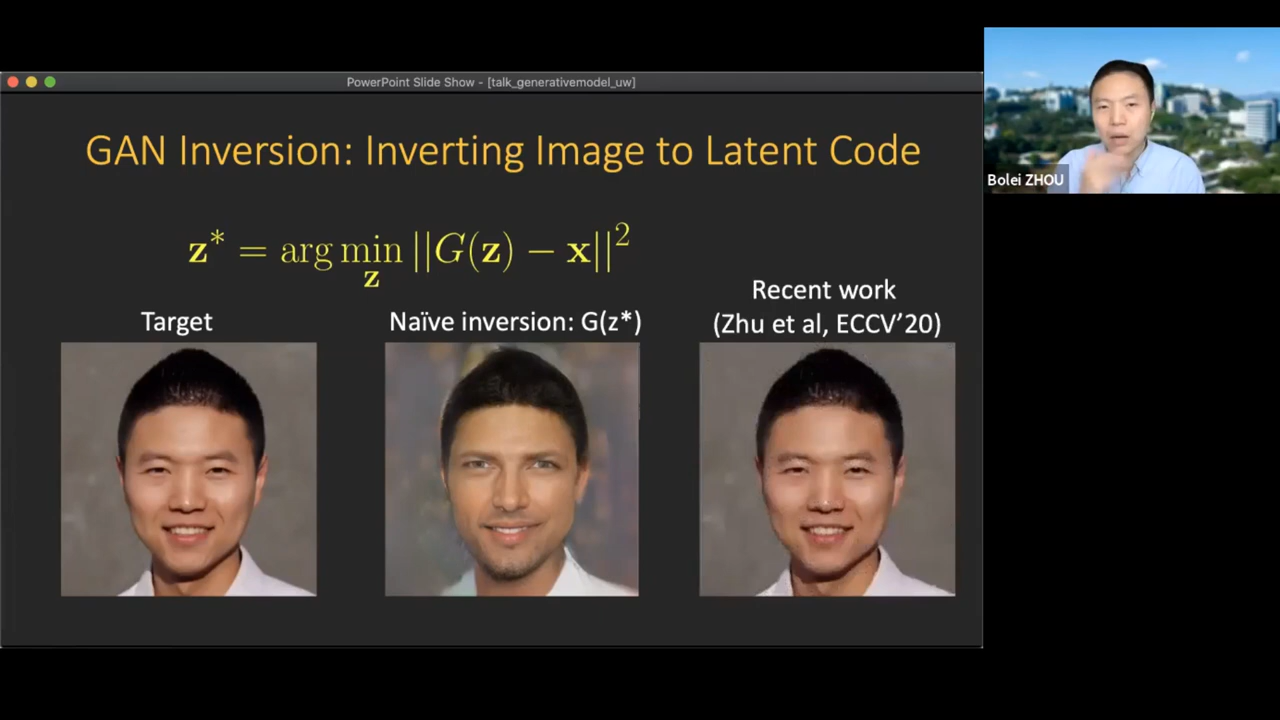 PowerPoint Slide Show - [talk_generativemodel_uw]
GAN Inversion: Inverting Image to Latent Code
z* = arg min ||G(z) − x||²
z
Target
Naïve inversion: G(z*)
Recent work
(Zhu et al, ECCV’20)
Bolei ZHOU